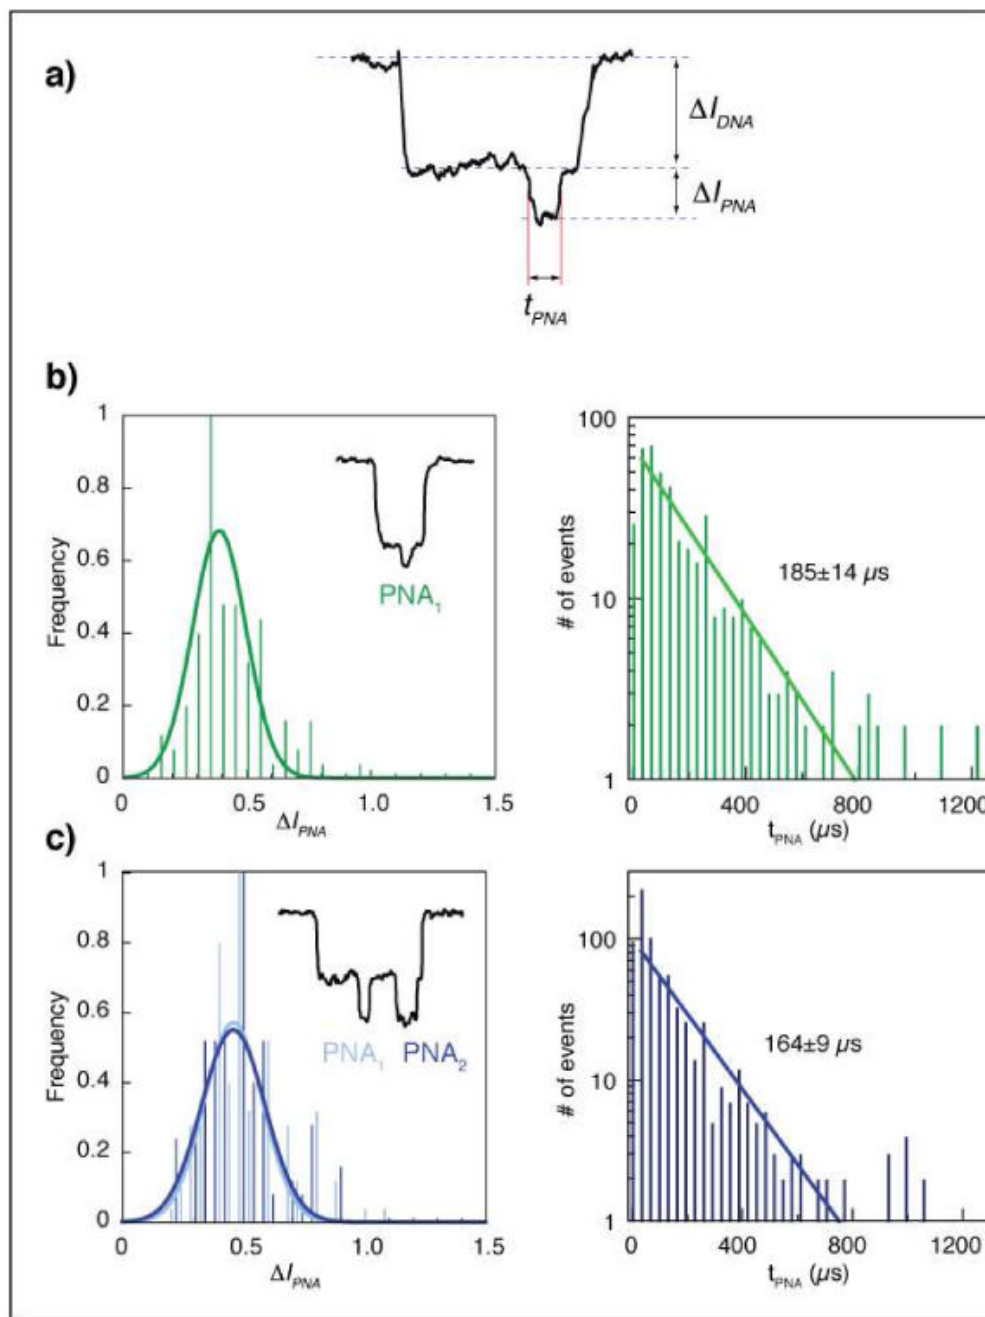 a)
ΔI_DNA
ΔI_PNA
t_PNA
b)
1
0.8
0.6
0.4
0.2
0
Frequency
PNA₁
0 0.5 1.0 1.5
ΔI_PNA
100
10
1
# of events
185±14 µs
0 400 800 1200
t_PNA (µs)
c)
1
0.8
0.6
0.4
0.2
0
Frequency
PNA₁ PNA₂
0 0.5 1.0 1.5
ΔI_PNA
100
10
1
# of events
164±9 µs
0 400 800 1200
t_PNA (µs)